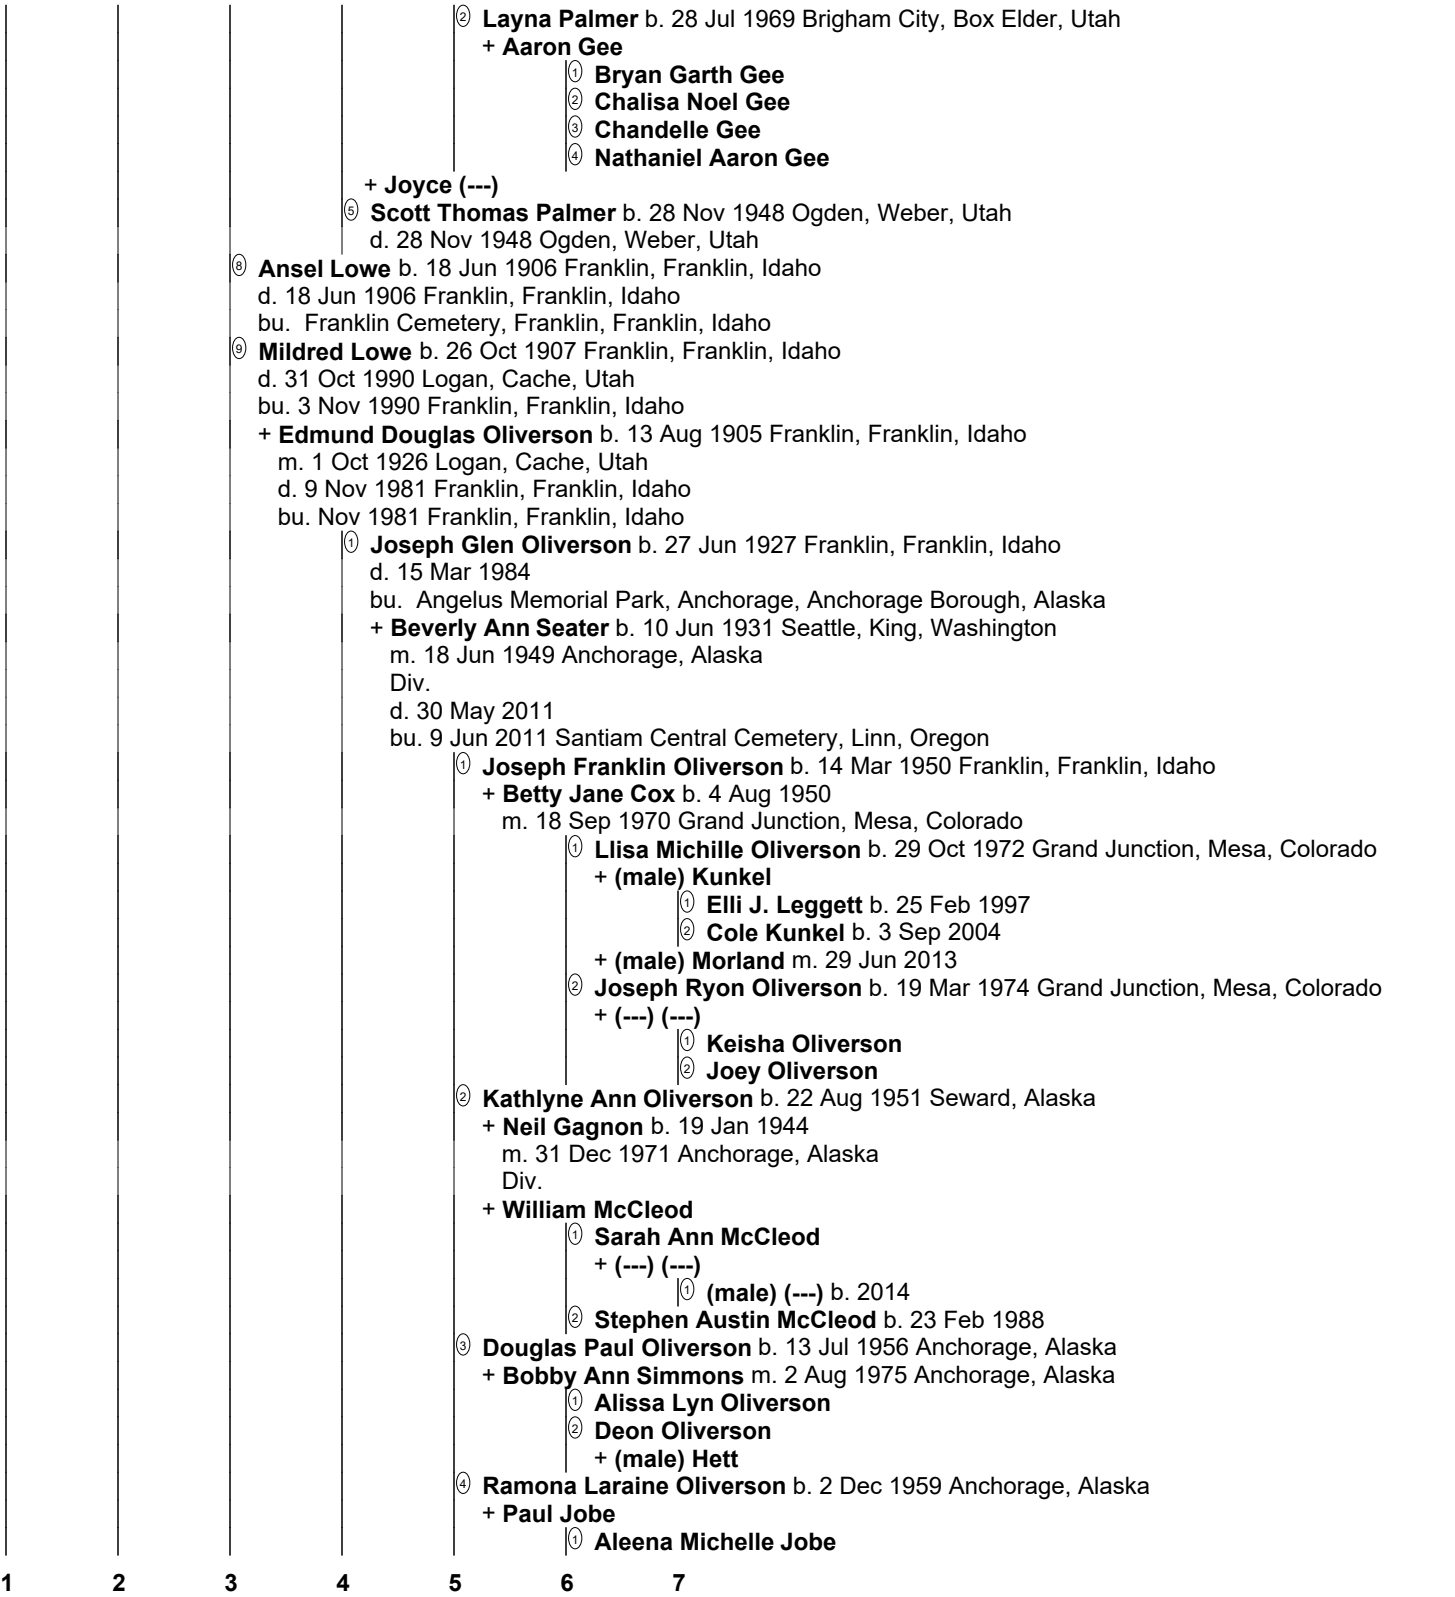 ② Layna Palmer b. 28 Jul 1969 Brigham City, Box Elder, Utah
+ Aaron Gee
① Bryan Garth Gee
② Chalisa Noel Gee
③ Chandelle Gee
④ Nathaniel Aaron Gee
+ Joyce (---)
⑤ Scott Thomas Palmer b. 28 Nov 1948 Ogden, Weber, Utah
d. 28 Nov 1948 Ogden, Weber, Utah
⑧ Ansel Lowe b. 18 Jun 1906 Franklin, Franklin, Idaho
d. 18 Jun 1906 Franklin, Franklin, Idaho
bu. Franklin Cemetery, Franklin, Franklin, Idaho
⑨ Mildred Lowe b. 26 Oct 1907 Franklin, Franklin, Idaho
d. 31 Oct 1990 Logan, Cache, Utah
bu. 3 Nov 1990 Franklin, Franklin, Idaho
+ Edmund Douglas Oliverson b. 13 Aug 1905 Franklin, Franklin, Idaho
m. 1 Oct 1926 Logan, Cache, Utah
d. 9 Nov 1981 Franklin, Franklin, Idaho
bu. Nov 1981 Franklin, Franklin, Idaho
① Joseph Glen Oliverson b. 27 Jun 1927 Franklin, Franklin, Idaho
d. 15 Mar 1984
bu. Angelus Memorial Park, Anchorage, Anchorage Borough, Alaska
+ Beverly Ann Seater b. 10 Jun 1931 Seattle, King, Washington
m. 18 Jun 1949 Anchorage, Alaska
Div.
d. 30 May 2011
bu. 9 Jun 2011 Santiam Central Cemetery, Linn, Oregon
① Joseph Franklin Oliverson b. 14 Mar 1950 Franklin, Franklin, Idaho
+ Betty Jane Cox b. 4 Aug 1950
m. 18 Sep 1970 Grand Junction, Mesa, Colorado
① Llisa Michille Oliverson b. 29 Oct 1972 Grand Junction, Mesa, Colorado
+ (male) Kunkel
① Elli J. Leggett b. 25 Feb 1997
② Cole Kunkel b. 3 Sep 2004
+ (male) Morland m. 29 Jun 2013
② Joseph Ryon Oliverson b. 19 Mar 1974 Grand Junction, Mesa, Colorado
+ (---) (---)
① Keisha Oliverson
② Joey Oliverson
② Kathlyne Ann Oliverson b. 22 Aug 1951 Seward, Alaska
+ Neil Gagnon b. 19 Jan 1944
m. 31 Dec 1971 Anchorage, Alaska
Div.
+ William McCleod
① Sarah Ann McCleod
+ (---) (---)
① (male) (---) b. 2014
② Stephen Austin McCleod b. 23 Feb 1988
③ Douglas Paul Oliverson b. 13 Jul 1956 Anchorage, Alaska
+ Bobby Ann Simmons m. 2 Aug 1975 Anchorage, Alaska
① Alissa Lyn Oliverson
② Deon Oliverson
+ (male) Hett
④ Ramona Laraine Oliverson b. 2 Dec 1959 Anchorage, Alaska
+ Paul Jobe
① Aleena Michelle Jobe
1 2 3 4 5 6 7